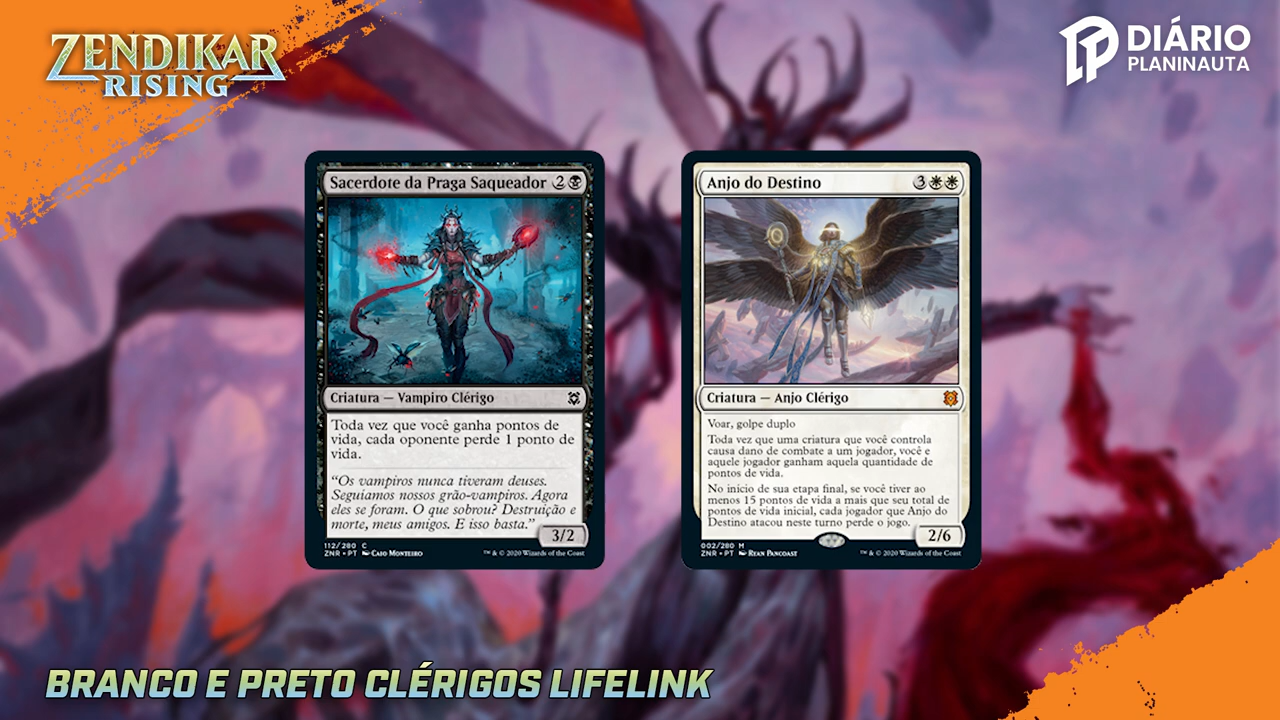 ZENDIKAR
RISING
DIÁRIO
PLANINAUTA
Sacerdote da Praga Saqueador 2
Criatura — Vampiro Clérigo
Toda vez que você ganha pontos de
vida, cada oponente perde 1 ponto de
vida.
“Os vampiros nunca tiveram deuses.
Seguíamos nossos grão-vampiros. Agora
eles se foram. O que sobrou? Destruição e
morte, meus amigos. E isso basta.”
3/2
112/280 C
ZNR • PT Caio Monteiro
™ & © 2020 Wizards of the Coast
Anjo do Destino 3
Criatura — Anjo Clérigo
Voar, golpe duplo
Toda vez que uma criatura que você controla
causa dano de combate a um jogador, você e
aquele jogador ganham aquela quantidade de
pontos de vida.
No início de sua etapa final, se você tiver ao
menos 15 pontos de vida a mais que seu total de
pontos de vida inicial, cada jogador que Anjo do
Destino atacou neste turno perde o jogo.
2/6
002/280 M
ZNR • PT Ryan Pancoast
™ & © 2020 Wizards of the Coast
BRANCO E PRETO CLÉRIGOS LIFELINK